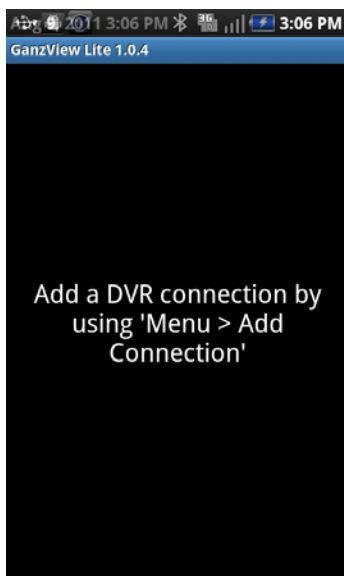 2011 3:06 PM 3G 3:06 PM
GanzView Lite 1.0.4
Add a DVR connection by
using 'Menu > Add
Connection'